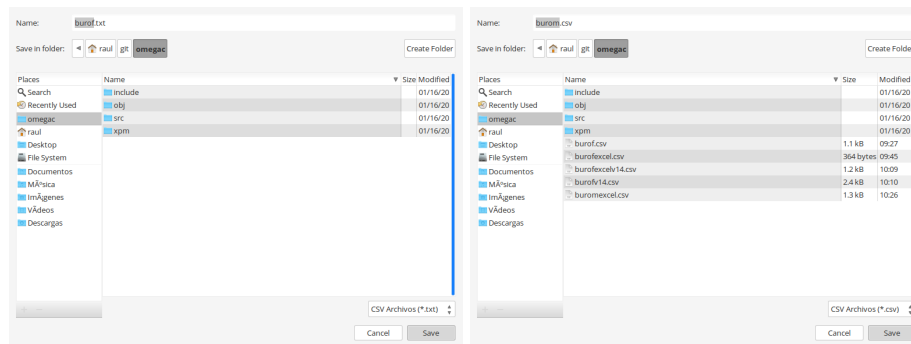 Name: burof.txt
Save in folder: raul git omegac Create Folder
Places Name Size Modified
Search include 01/16/20
Recently Used obj 01/16/20
omegac src 01/16/20
raul xpm 01/16/20
Desktop
File System
Documentos
MÃºsica
ImÃ¡genes
VÃ­deos
Descargas
CSV Archivos (*.txt)
Cancel Save
Name: burom.csv
Save in folder: raul git omegac Create Folde
Places Name Size Modified
Search include 01/16/20
Recently Used obj 01/16/20
omegac src 01/16/20
raul xpm 01/16/20
Desktop burof.csv 1.1 kB 09:27
File System burofexcel.csv 364 bytes 09:45
Documentos burofexcelv14.csv 1.2 kB 10:09
MÃºsica burofv14.csv 2.4 kB 10:10
ImÃ¡genes buromexcel.csv 1.3 kB 10:26
VÃ­deos
Descargas
CSV Archivos (*.csv)
Cancel Save